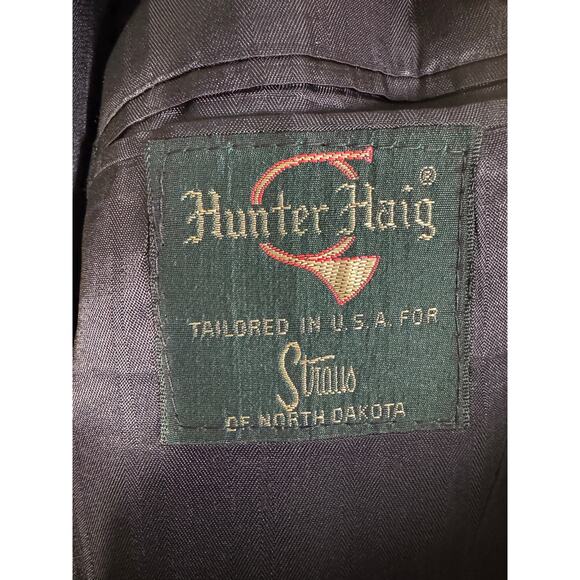 Hunter Haig ®
TAILORED IN U.S.A. FOR
Straus
OF NORTH DAKOTA